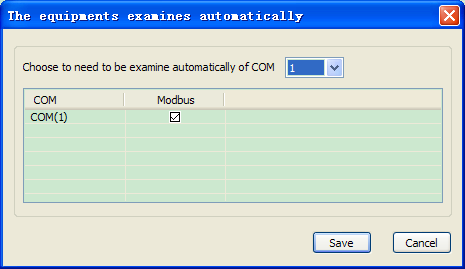 The equipments examines automatically
Choose to need to be examine automatically of COM 1
COM Modbus
COM(1)
Save Cancel